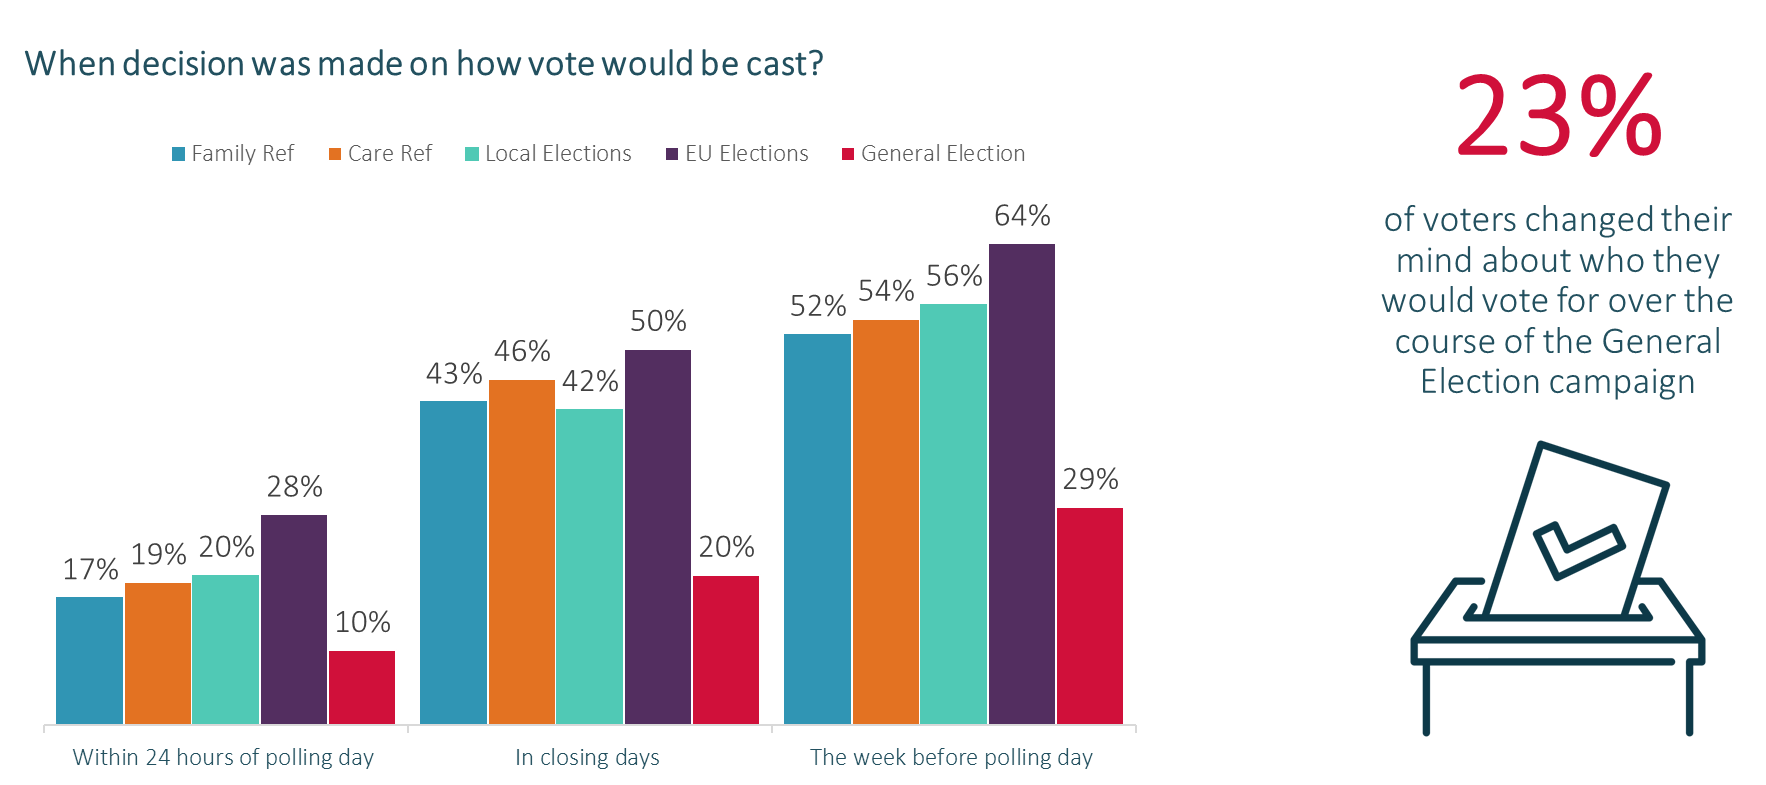 When decision was made on how vote would be cast?
Family Ref Care Ref Local Elections EU Elections General Election
17% 19% 20% 28% 10%
43% 46% 42% 50% 20%
52% 54% 56% 64% 29%
Within 24 hours of polling day In closing days The week before polling day
23%
of voters changed their
mind about who they
would vote for over the
course of the General
Election campaign